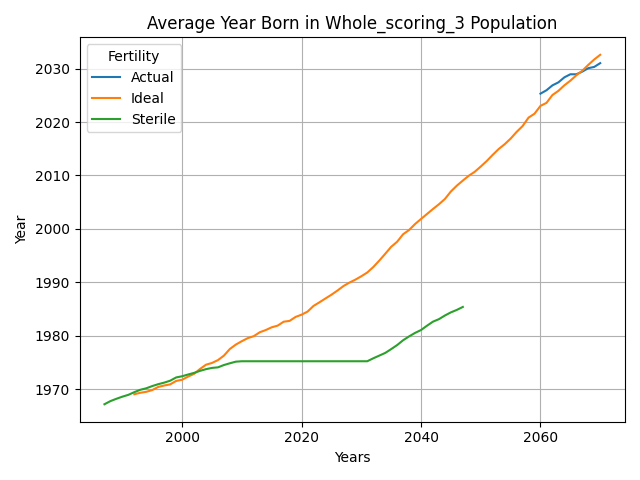 Average Year Born in Whole_scoring_3 Population
Fertility
Actual
Ideal
Sterile
2030
2020
2010
2000
1990
1980
1970
Year
2000
2020
2040
2060
Years